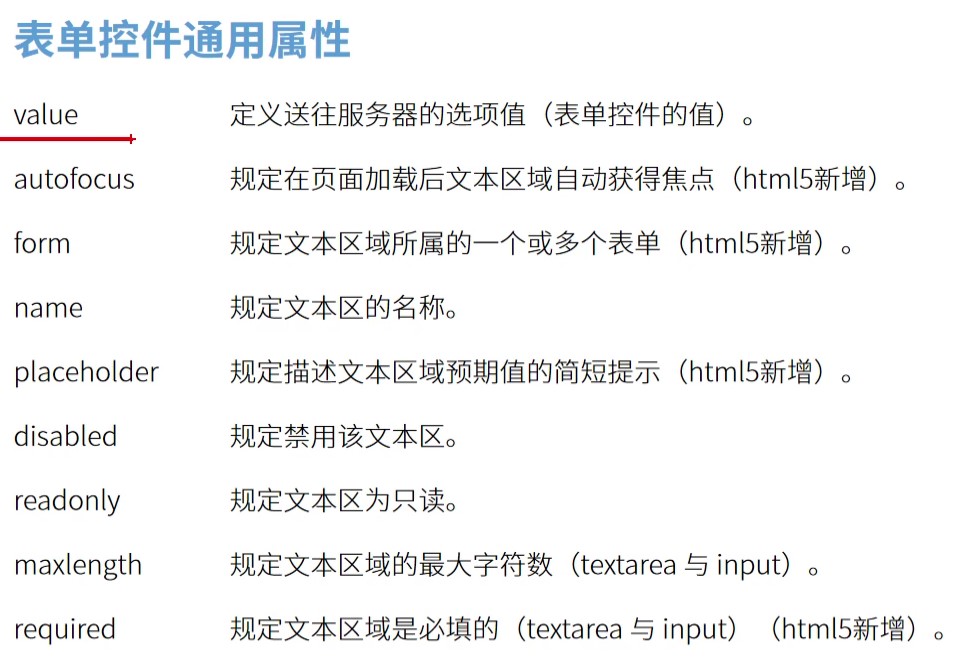 表单控件通用属性
value 定义送往服务器的选项值（表单控件的值）。
autofocus 规定在页面加载后文本区域自动获得焦点（html5新增）。
form 规定文本区域所属的一个或多个表单（html5新增）。
name 规定文本区的名称。
placeholder 规定描述文本区域预期值的简短提示（html5新增）。
disabled 规定禁用该文本区。
readonly 规定文本区为只读。
maxlength 规定文本区域的最大字符数（textarea 与 input）。
required 规定文本区域是必填的（textarea 与 input）（html5新增）。